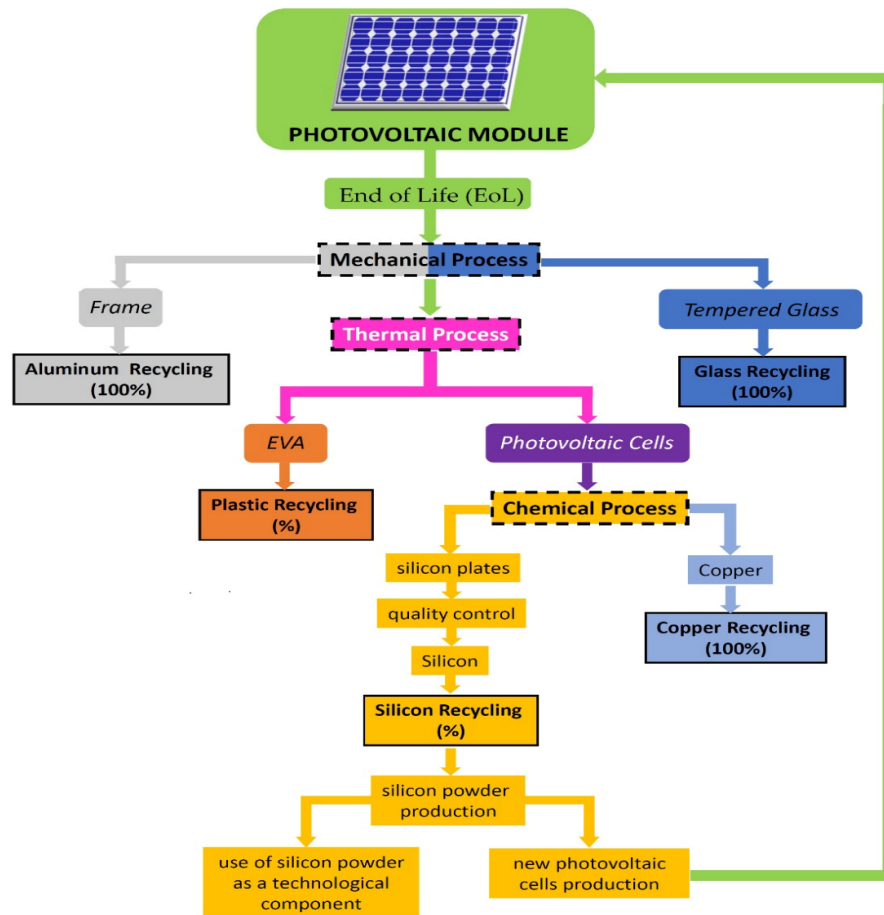 PHOTOVOLTAIC MODULE
End of Life (EoL)
Mechanical Process
Frame
Tempered Glass
Thermal Process
Aluminum Recycling
(100%)
Glass Recycling
(100%)
EVA
Photovoltaic Cells
Plastic Recycling
(%)
Chemical Process
silicon plates
Copper
quality control
Copper Recycling
(100%)
Silicon
Silicon Recycling
(%)
silicon powder
production
use of silicon powder
as a technological
component
new photovoltaic
cells production